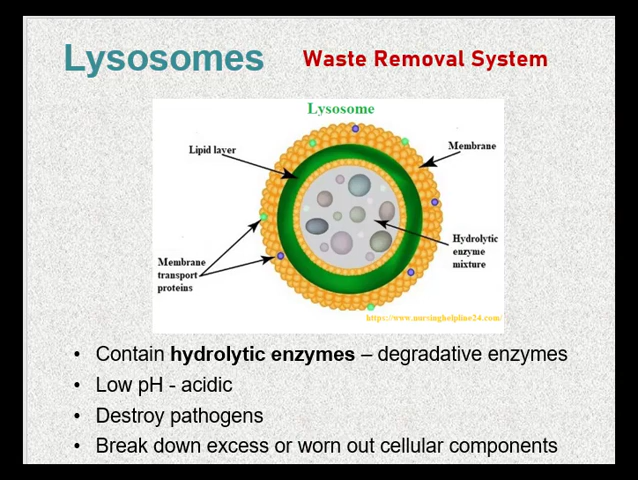 Lysosomes
Waste Removal System
Lysosome
Lipid layer
Membrane
Membrane
transport
proteins
Hydrolytic
enzyme
mixture
https://www.nursinghelpline24.com/
• Contain hydrolytic enzymes – degradative enzymes
• Low pH - acidic
• Destroy pathogens
• Break down excess or worn out cellular components